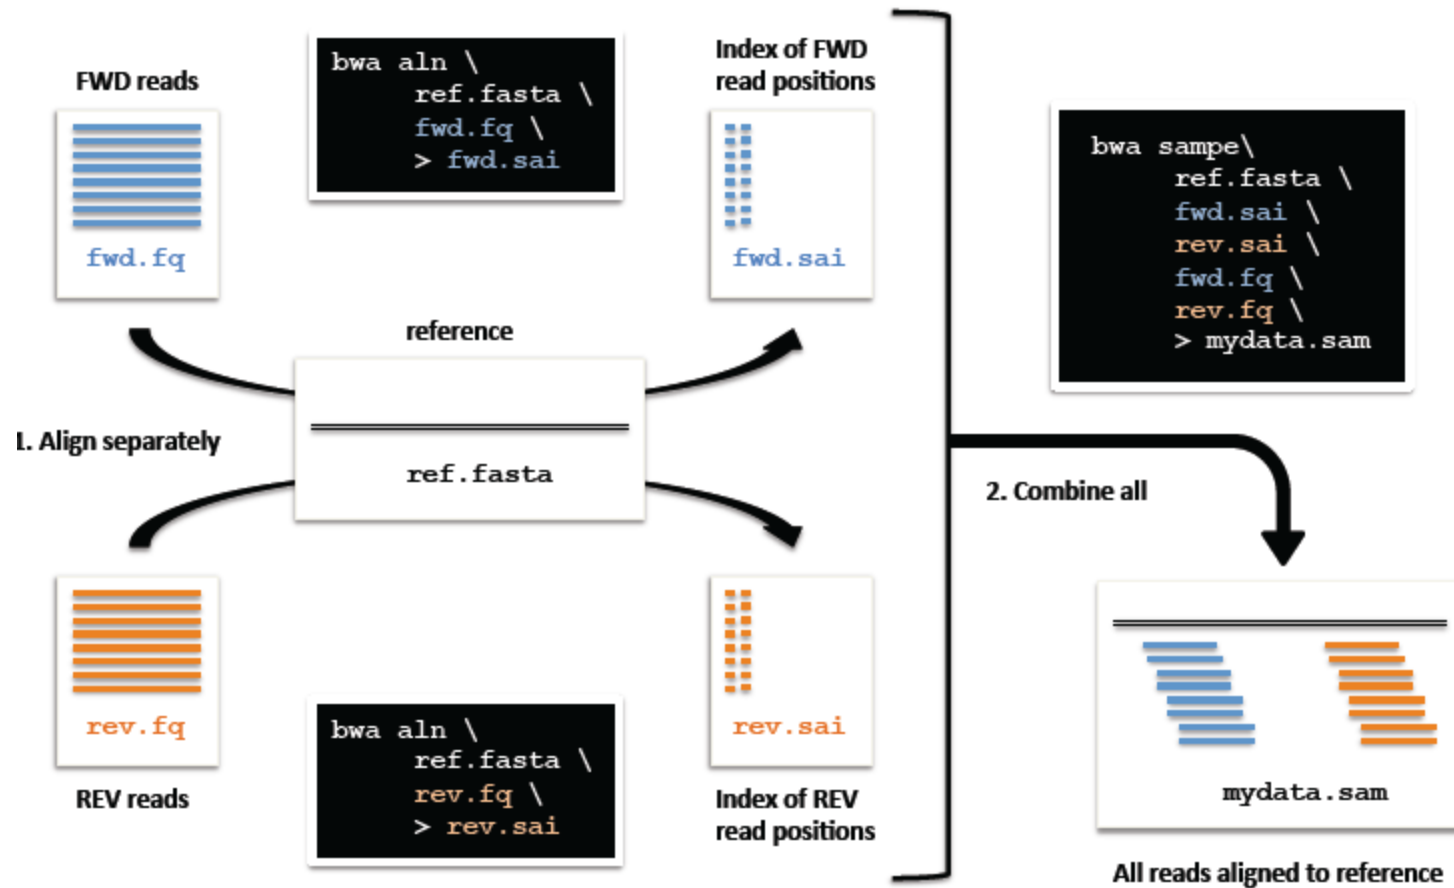 FWD reads
fwd.fq
bwa aln \
ref.fasta \
fwd.fq \
> fwd.sai
Index of FWD
read positions
fwd.sai
reference
ref.fasta
1. Align separately
rev.fq
REV reads
bwa aln \
ref.fasta \
rev.fq \
> rev.sai
rev.sai
Index of REV
read positions
bwa sampe\
ref.fasta \
fwd.sai \
rev.sai \
fwd.fq \
rev.fq \
> mydata.sam
2. Combine all
mydata.sam
All reads aligned to reference